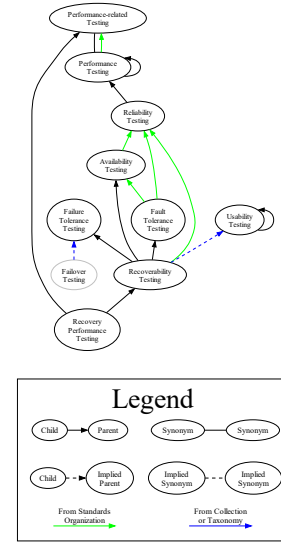 Performance-related
Testing
Performance
Testing
Reliability
Testing
Availability
Testing
Failure
Tolerance
Testing
Fault
Tolerance
Testing
Usability
Testing
Failover
Testing
Recoverability
Testing
Recovery
Performance
Testing
Legend
Child
Parent
Synonym
Synonym
Child
Implied
Parent
Implied
Synonym
Implied
Synonym
From Standards
Organization
From Collection
or Taxonomy